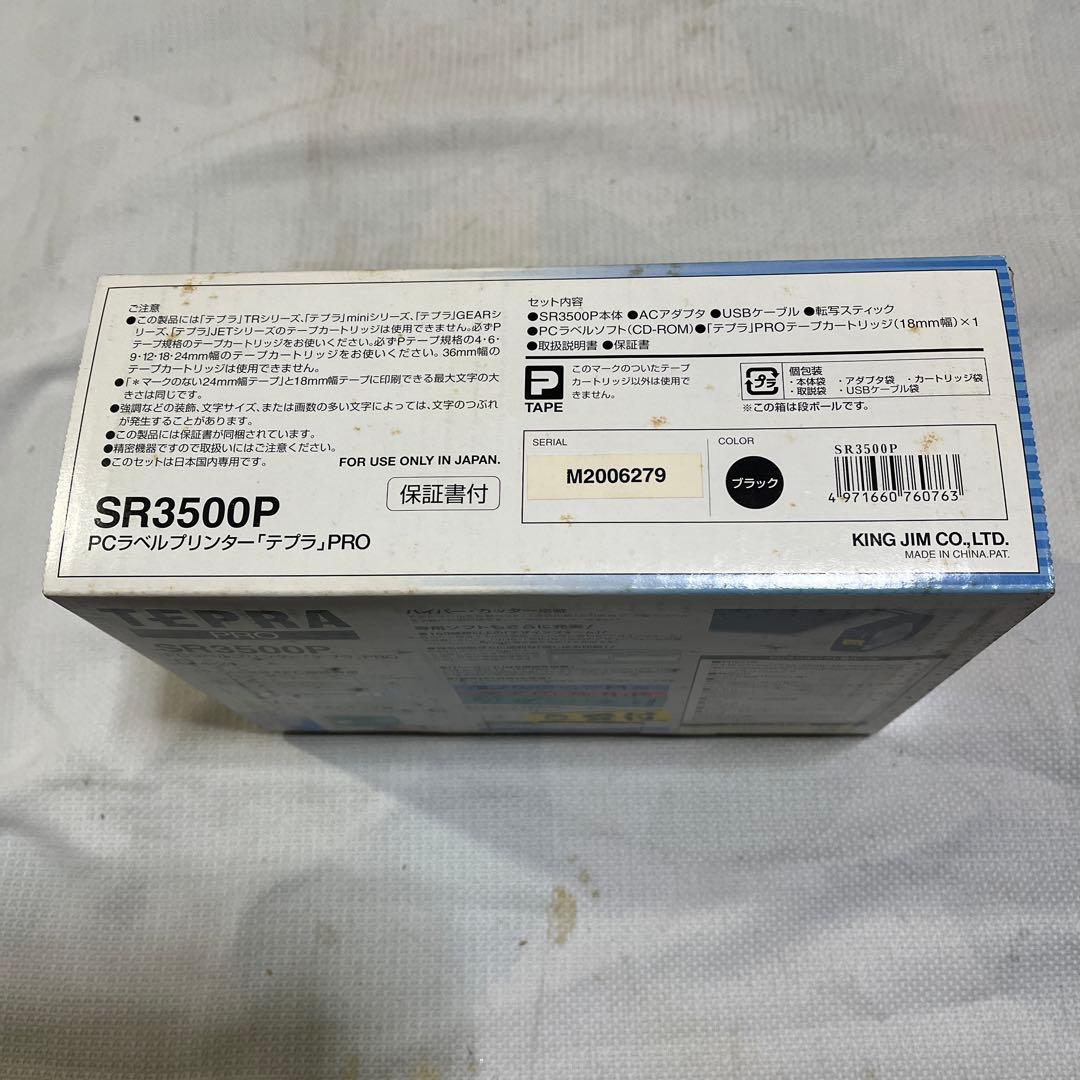 ご注意
●この製品には「テプラ」TRシリーズ、「テプラ」miniシリーズ、「テプラ」GEARシ
リーズ、「テプラ」JETシリーズのテープカートリッジは使用できません。必ずP
テープ規格のテープカートリッジをお使いください。必ずPテープ規格の4・6・
9・12・18・24mm幅のテープカートリッジをお使いください。36mm幅の
テープカートリッジは使用できません。
●「＊マークのない24mm幅テープ」と18mm幅テープに印刷できる最大文字の大
きさは同じです。
●強調などの装飾、文字サイズ、または画数の多い文字によっては、文字のつぶれ
が発生することがあります。
●この製品には保証書が同梱されています。
●精密機器ですので取扱いにはご注意ください。
●このセットは日本国内専用です。
FOR USE ONLY IN JAPAN.
SR3500P
保証書付
PCラベルプリンター「テプラ」PRO
セット内容
●SR3500P本体 ●ACアダプタ ●USBケーブル ●転写スティック
●PCラベルソフト(CD-ROM) ●「テプラ」PROテープカートリッジ(18mm幅)×1
●取扱説明書 ●保証書
P
TAPE
このマークのついたテープ
カートリッジ以外は使用で
きません。
プラ
個包装
・本体袋 ・アダプタ袋 ・カートリッジ袋
・取説袋 ・USBケーブル袋
※この箱は段ボールです。
SERIAL
M2006279
COLOR
ブラック
SR3500P
4 971660 760763
KING JIM CO.,LTD.
MADE IN CHINA.PAT.
TEPRA
PRO
SR3500P
ハイパー・カッター搭載
専用ソフトもさらに充実!